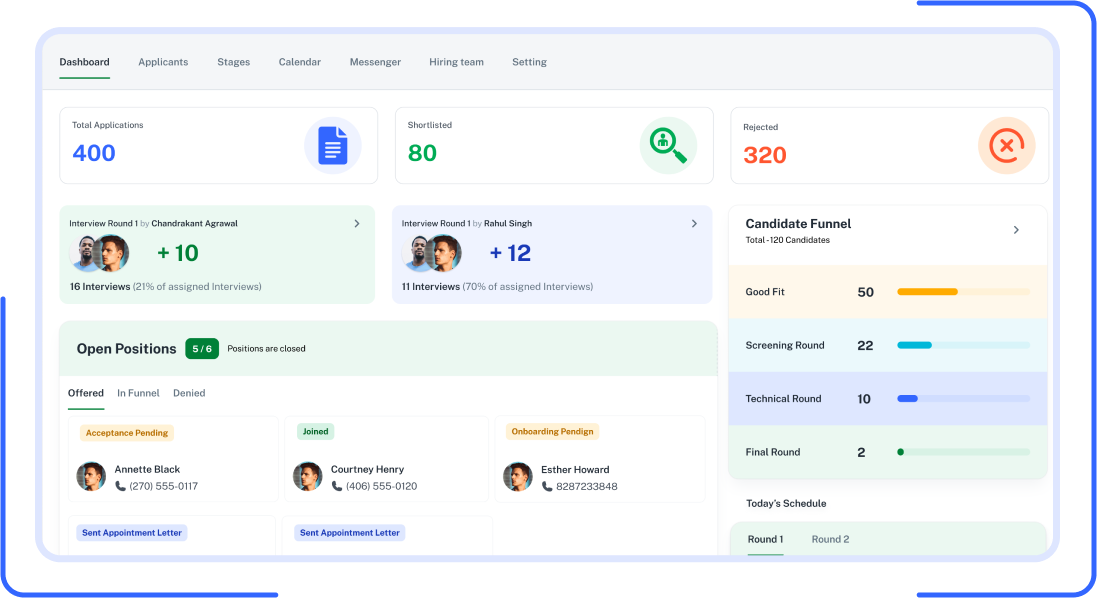 Dashboard Applicants Stages Calendar Messenger Hiring team Setting
Total Applications
400
Shortlisted
80
Rejected
320
Interview Round 1 by Chandrakant Agrawal
+ 10
16 Interviews (21% of assigned Interviews)
Interview Round 1 by Rahul Singh
+ 12
11 Interviews (70% of assigned Interviews)
Candidate Funnel
Total - 120 Candidates
Good Fit 50
Screening Round 22
Technical Round 10
Final Round 2
Open Positions 5 / 6 Positions are closed
Offered In Funnel Denied
Acceptance Pending
Annette Black
(270) 555-0117
Joined
Courtney Henry
(406) 555-0120
Onboarding Pendign
Esther Howard
8287233848
Sent Appointment Letter
Sent Appointment Letter
Today's Schedule
Round 1 Round 2